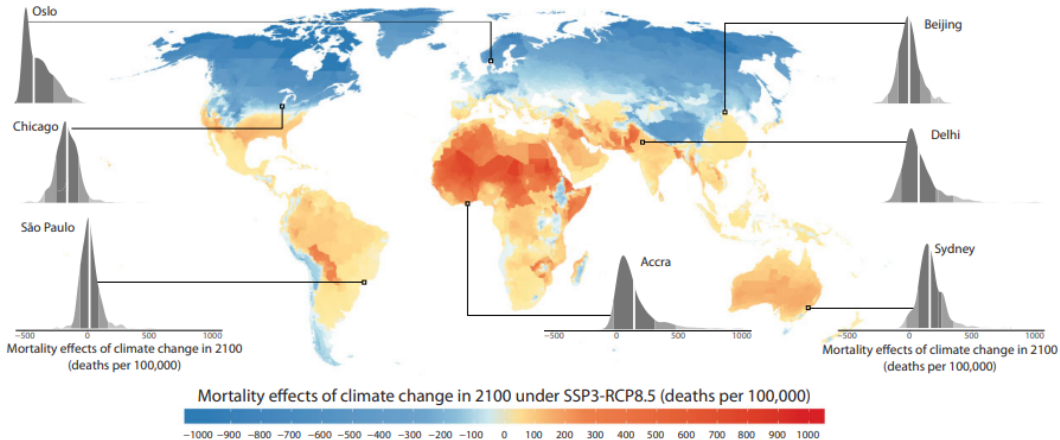 Oslo
Beijing
Chicago
Delhi
São Paulo
Accra
Sydney
−500 0 500 1000
Mortality effects of climate change in 2100
(deaths per 100,000)
−500 0 500 1000
−500 0 500 1000
Mortality effects of climate change in 2100
(deaths per 100,000)
Mortality effects of climate change in 2100 under SSP3-RCP8.5 (deaths per 100,000)
−1000 −900 −800 −700 −600 −500 −400 −300 −200 −100 0 100 200 300 400 500 600 700 800 900 1000